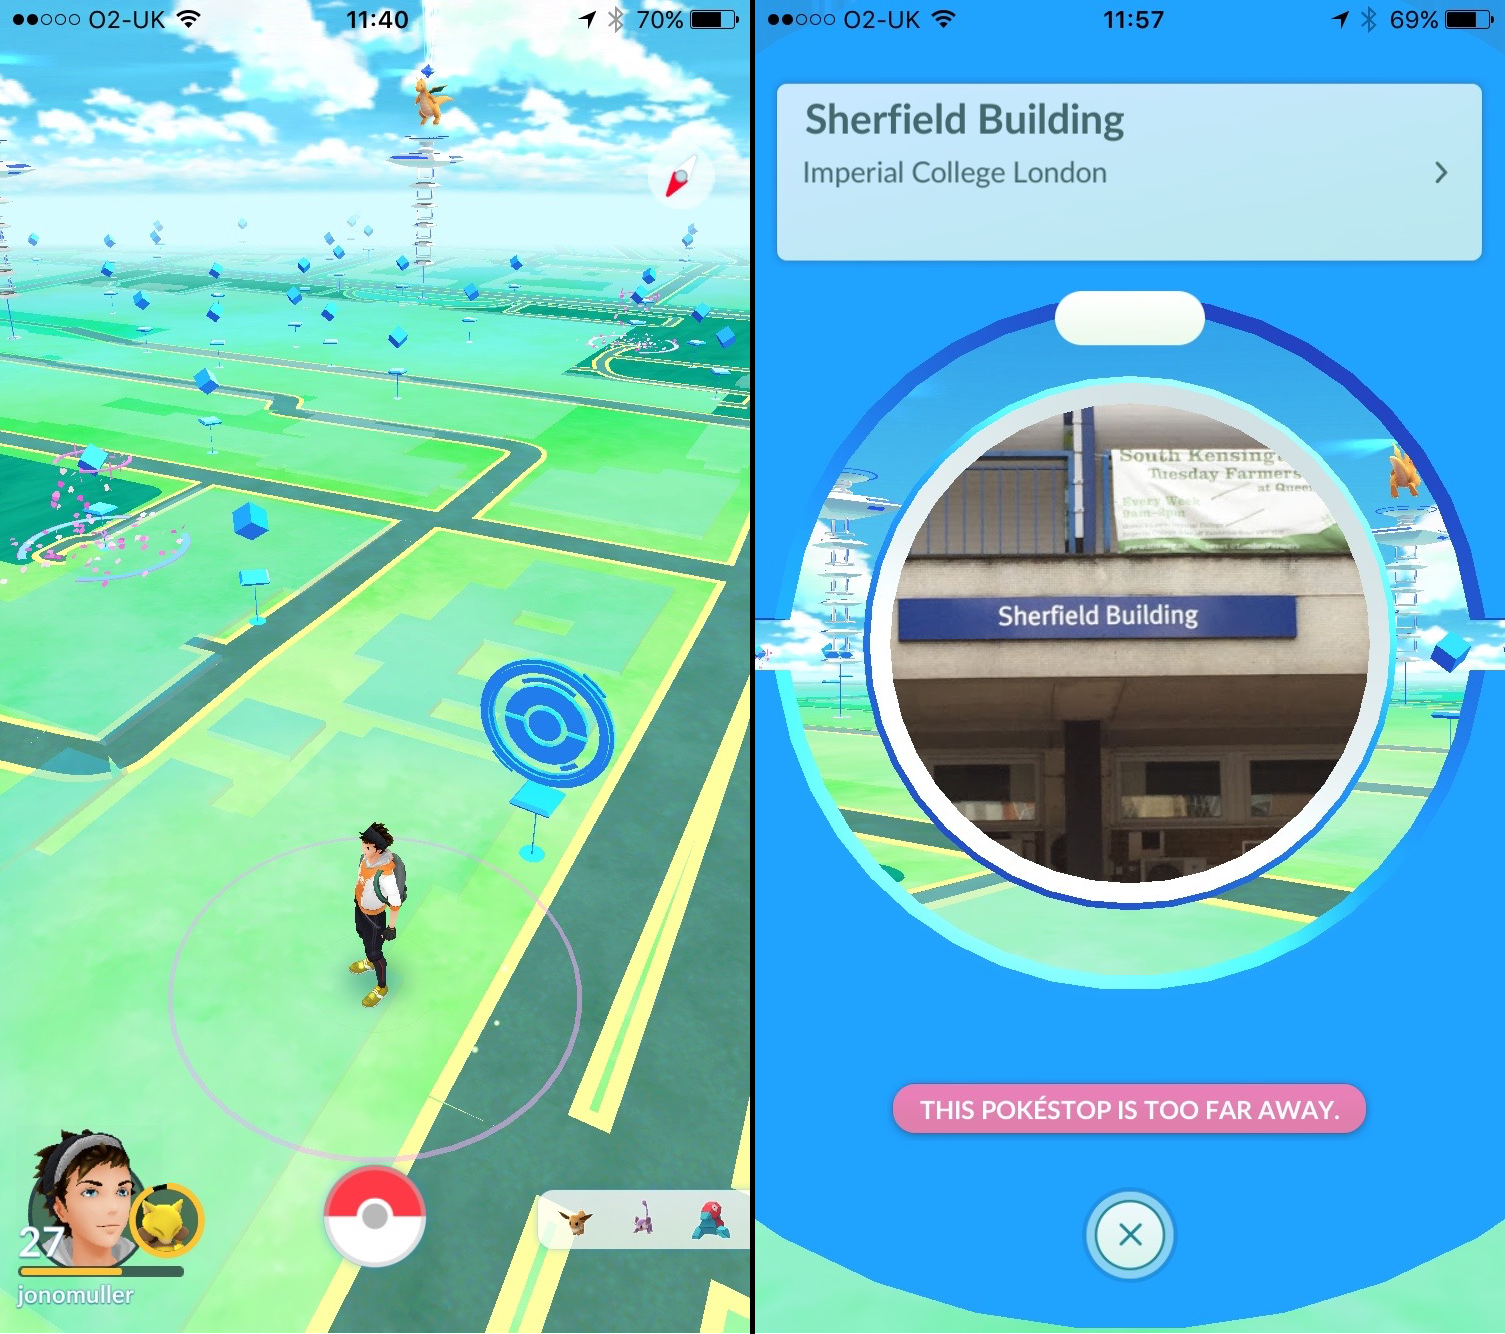 O2-UK 11:40 70%
27
jonomuller
O2-UK 11:57 69%
Sherfield Building
Imperial College London
South Kensing
Tuesday Farmers
at Queen
Every Week
9am-2pm
Sherfield Building
THIS POKÉSTOP IS TOO FAR AWAY.